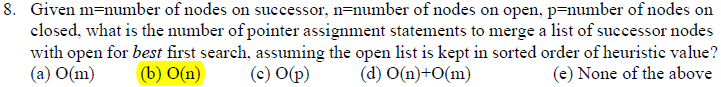 8. Given m=number of nodes on successor, n=number of nodes on open, p=number of nodes on
closed, what is the number of pointer assignment statements to merge a list of successor nodes
with open for best first search, assuming the open list is kept in sorted order of heuristic value?
(a) O(m) (b) O(n) (c) O(p) (d) O(n)+O(m) (e) None of the above